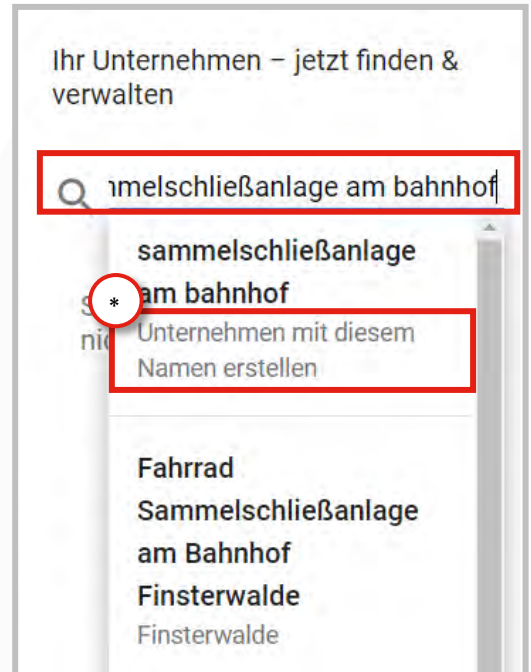 Ihr Unternehmen – jetzt finden &
verwalten
nmelschließanlage am bahnhof
sammelschließanlage
am bahnhof
*
Unternehmen mit diesem
Namen erstellen
Fahrrad
Sammelschließanlage
am Bahnhof
Finsterwalde
Finsterwalde